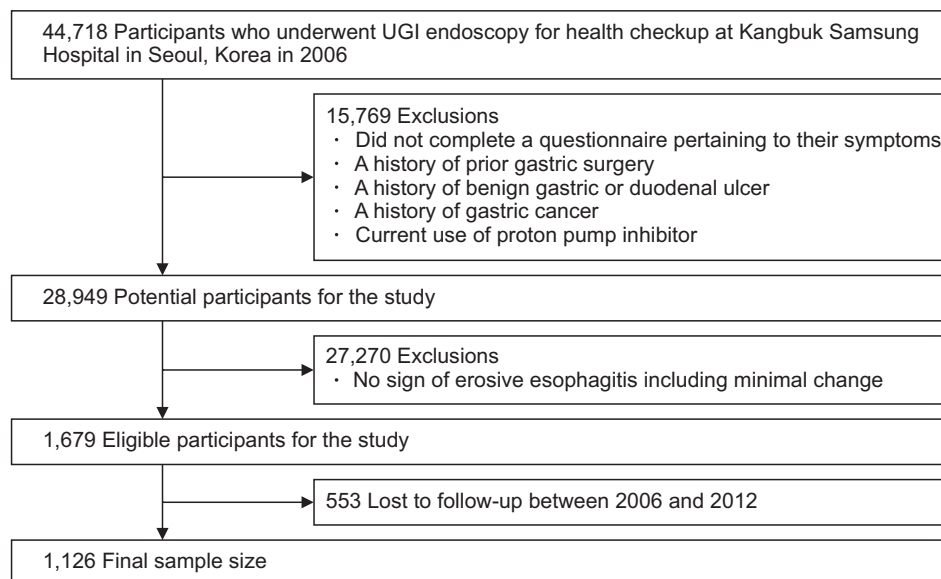 44,718 Participants who underwent UGI endoscopy for health checkup at Kangbuk Samsung
Hospital in Seoul, Korea in 2006
15,769 Exclusions
· Did not complete a questionnaire pertaining to their symptoms
· A history of prior gastric surgery
· A history of benign gastric or duodenal ulcer
· A history of gastric cancer
· Current use of proton pump inhibitor
28,949 Potential participants for the study
27,270 Exclusions
· No sign of erosive esophagitis including minimal change
1,679 Eligible participants for the study
553 Lost to follow-up between 2006 and 2012
1,126 Final sample size